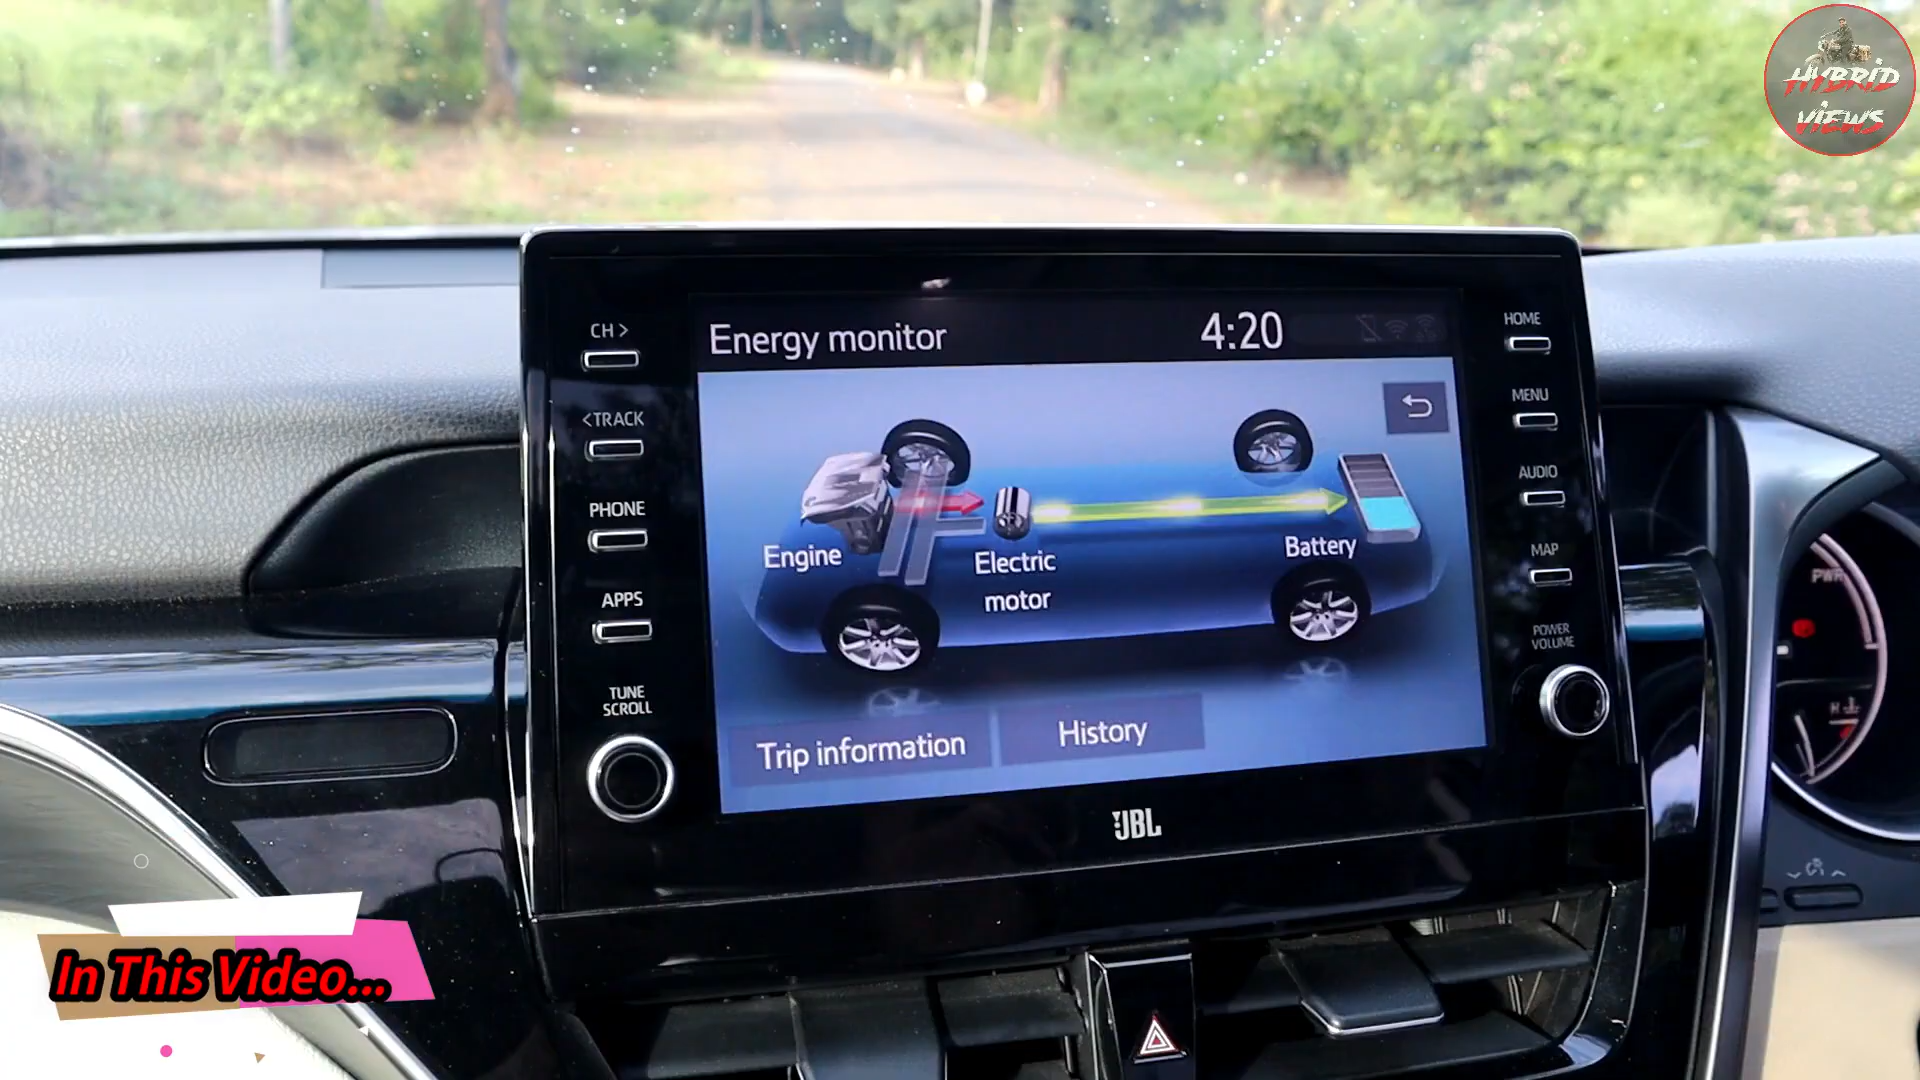 HYBRID
VIEWS
CH >
<TRACK
PHONE
APPS
TUNE
SCROLL
Energy monitor
4:20
Engine
Electric
motor
Battery
Trip information
History
JBL
HOME
MENU
AUDIO
MAP
POWER
VOLUME
PWR
H
In This Video...